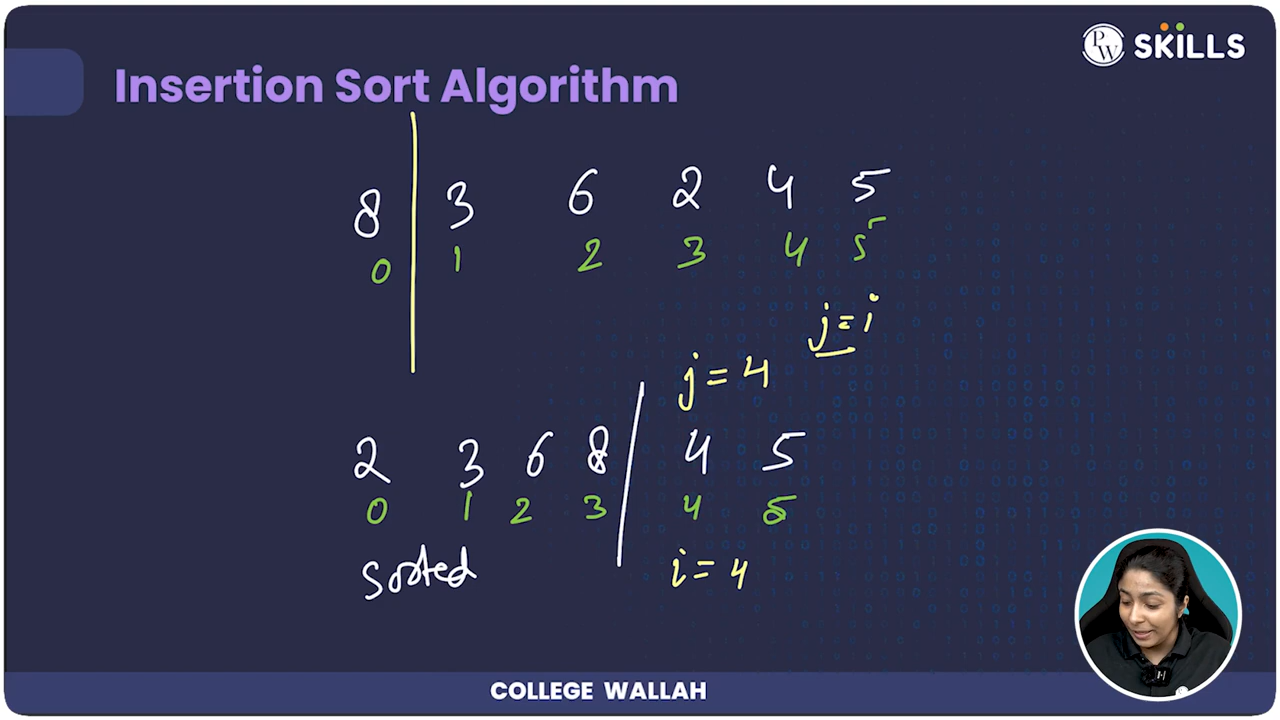 PW SKILLS
Insertion Sort Algorithm
8 3 6 2 4 5
0 1 2 3 4 5
j = i
j = 4
2 3 6 8 4 5
0 1 2 3 4 5
sorted
i = 4
COLLEGE WALLAH